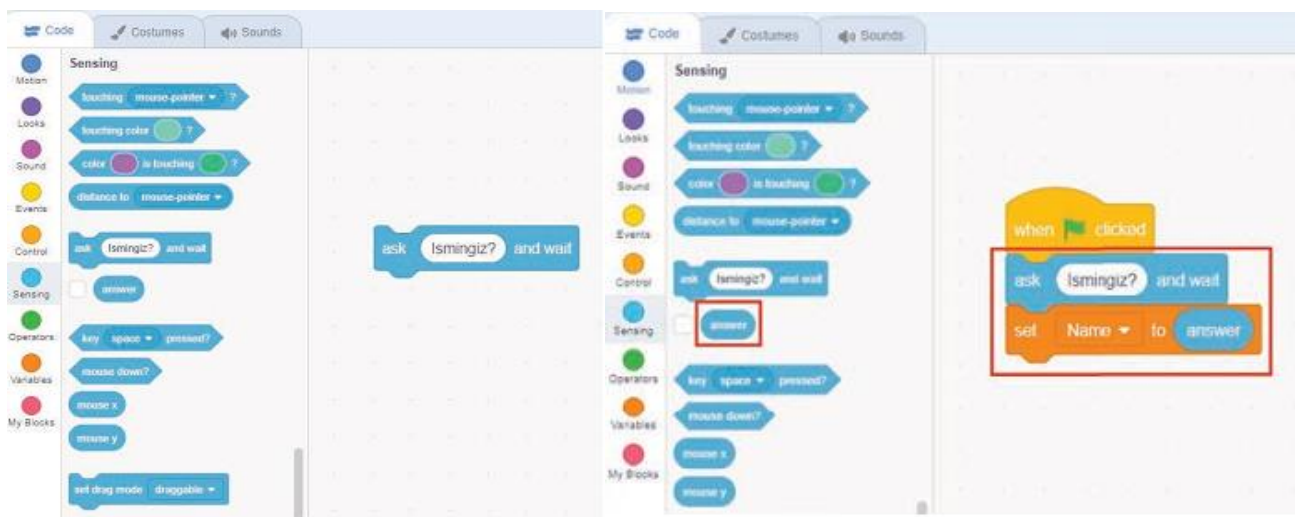 Code Costumes Sounds
Motion
Looks
Sound
Events
Control
Sensing
Operators
Variables
My Blocks
Sensing
touching mouse-pointer ?
touching color ?
color is touching ?
distance to mouse-pointer
ask Ismingiz? and wait
answer
key space pressed?
mouse down?
mouse x
mouse y
set drag mode draggable
ask Ismingiz? and wait
Code Costumes Sounds
Motion
Looks
Sound
Events
Control
Sensing
Operators
Variables
My Blocks
Sensing
touching mouse-pointer ?
touching color ?
color is touching ?
distance to mouse-pointer
ask Ismingiz? and wait
answer
key space pressed?
mouse down?
mouse x
mouse y
when clicked
ask Ismingiz? and wait
set Name to answer